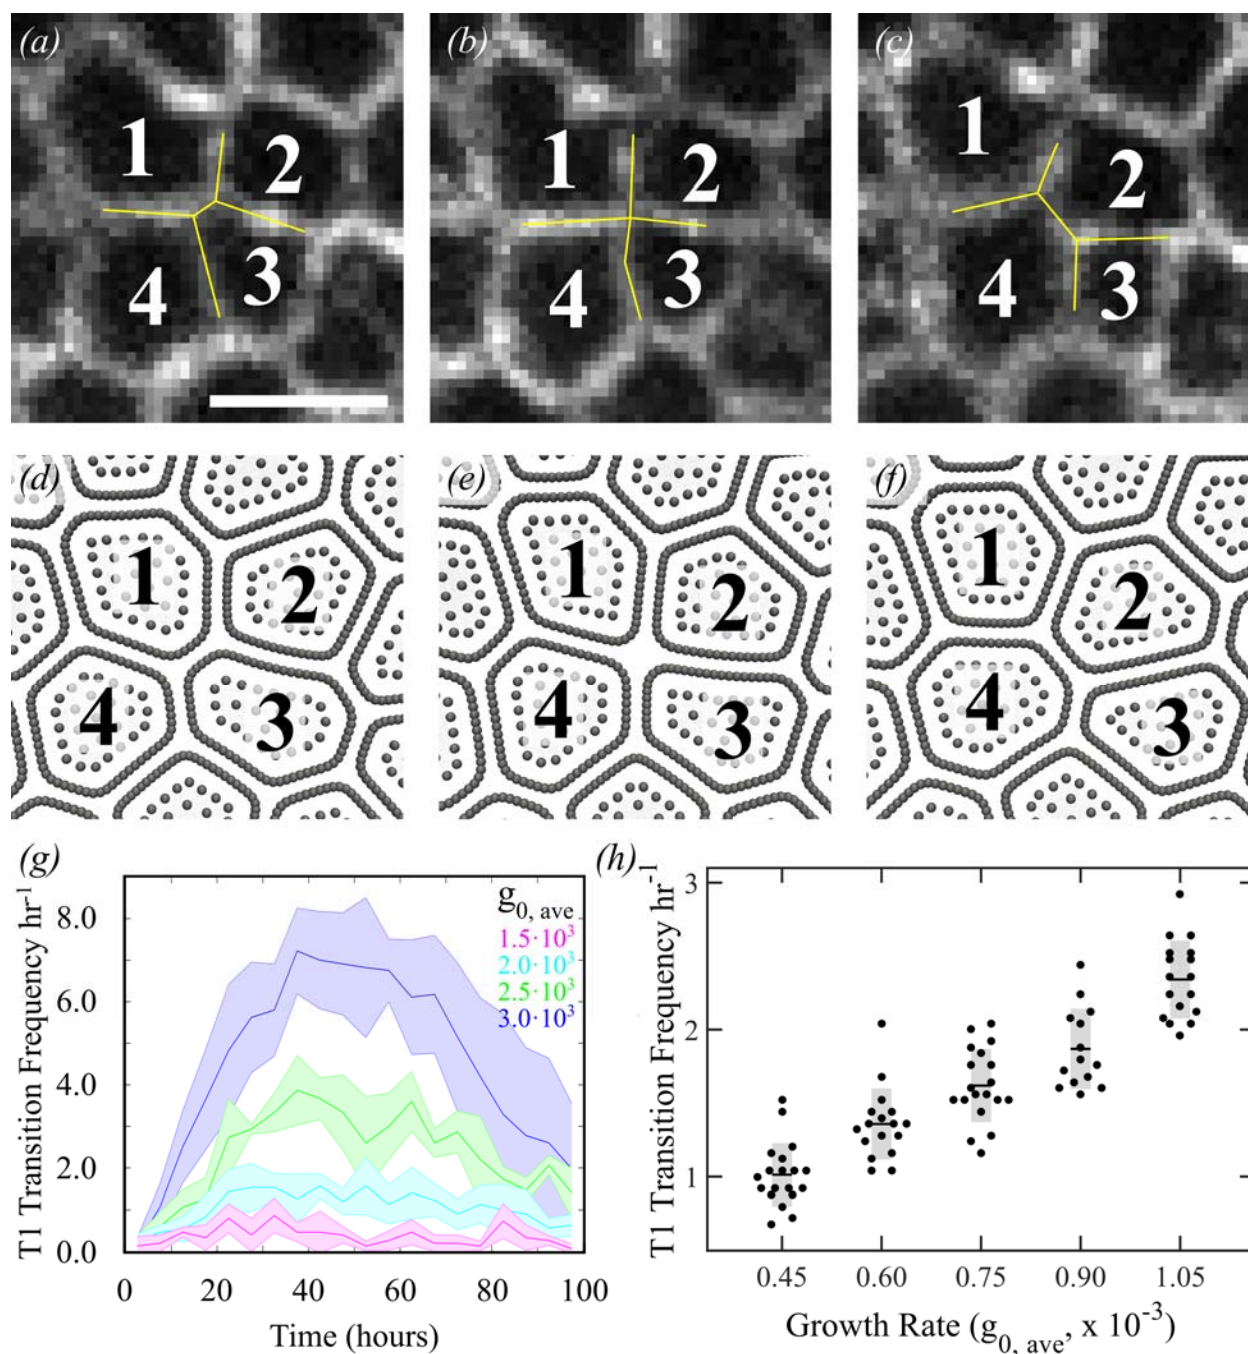 (a) (b) (c)
1 2 1 2 1 2
4 3 4 3 4 3
(d) (e) (f)
1 2 1 2 1 2
4 3 4 3 4 3
(g)
T1 Transition Frequency hr⁻¹
8.0
6.0
4.0
2.0
0.0
g₀, ave
1.5·10³
2.0·10³
2.5·10³
3.0·10³
0 20 40 60 80 100
Time (hours)
(h)
T1 Transition Frequency hr⁻¹
3
2
1
0.45 0.60 0.75 0.90 1.05
Growth Rate (g₀, ave, x 10⁻³)